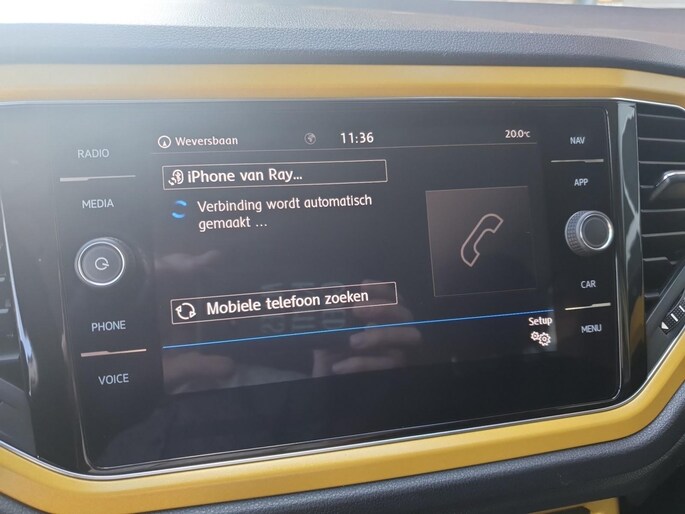 Weversbaan 11:36 20.0°C
RADIO
MEDIA
PHONE
VOICE
iPhone van Ray...
Verbinding wordt automatisch
gemaakt ...
Mobiele telefoon zoeken
Setup
NAV
APP
CAR
MENU